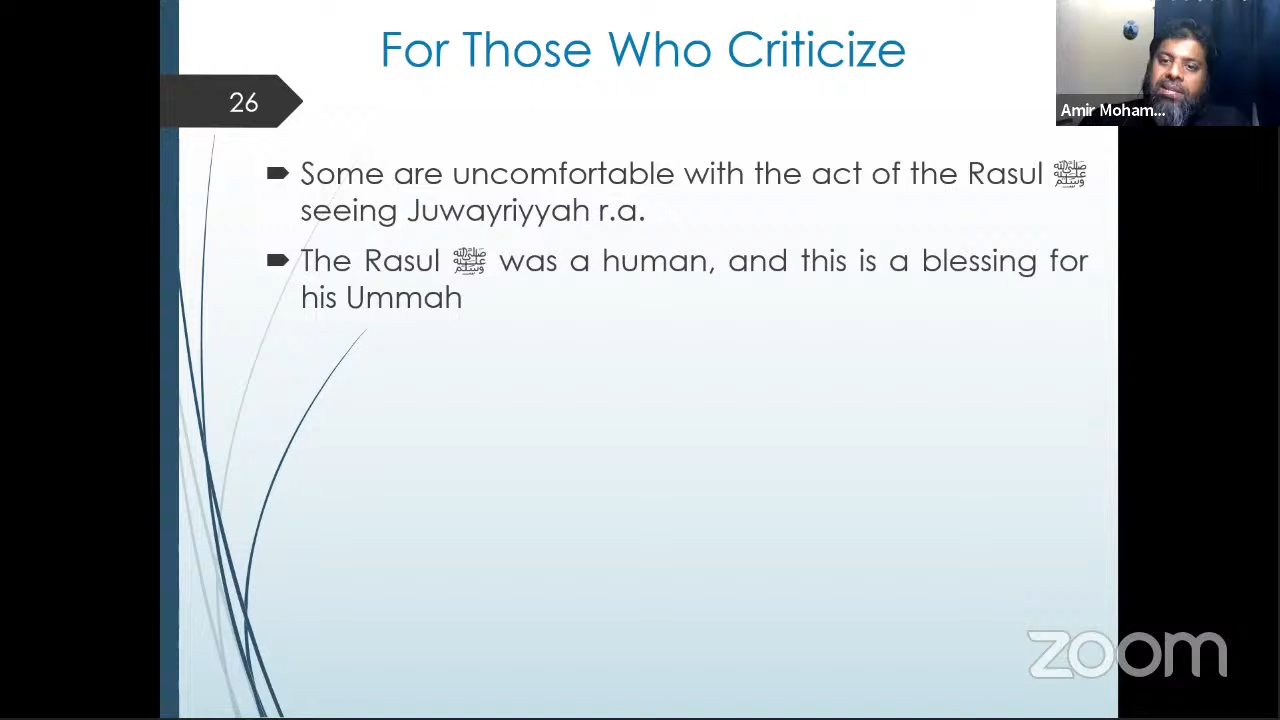 For Those Who Criticize
26
Amir Moham...
Some are uncomfortable with the act of the Rasul ﷺ
seeing Juwayriyyah r.a.
The Rasul ﷺ was a human, and this is a blessing for
his Ummah
zoom